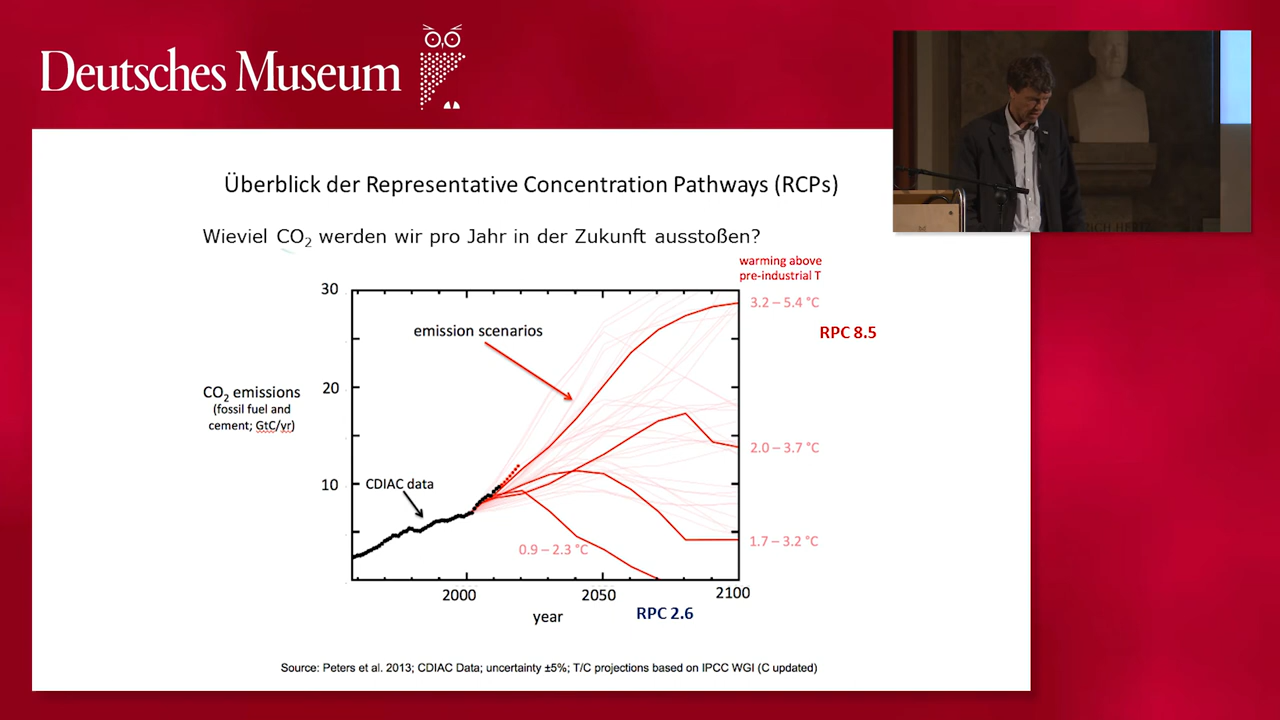 Deutsches Museum
Überblick der Representative Concentration Pathways (RCPs)
Wieviel CO₂ werden wir pro Jahr in der Zukunft ausstoßen?
warming above
pre-industrial T
30
3.2 – 5.4 °C
emission scenarios
RPC 8.5
20
CO₂ emissions
(fossil fuel and
cement; GtC/yr)
2.0 – 3.7 °C
CDIAC data
10
0.9 – 2.3 °C
1.7 – 3.2 °C
2000
2050
2100
year
RPC 2.6
Source: Peters et al. 2013; CDIAC Data; uncertainty ±5%; T/C projections based on IPCC WGI (C updated)